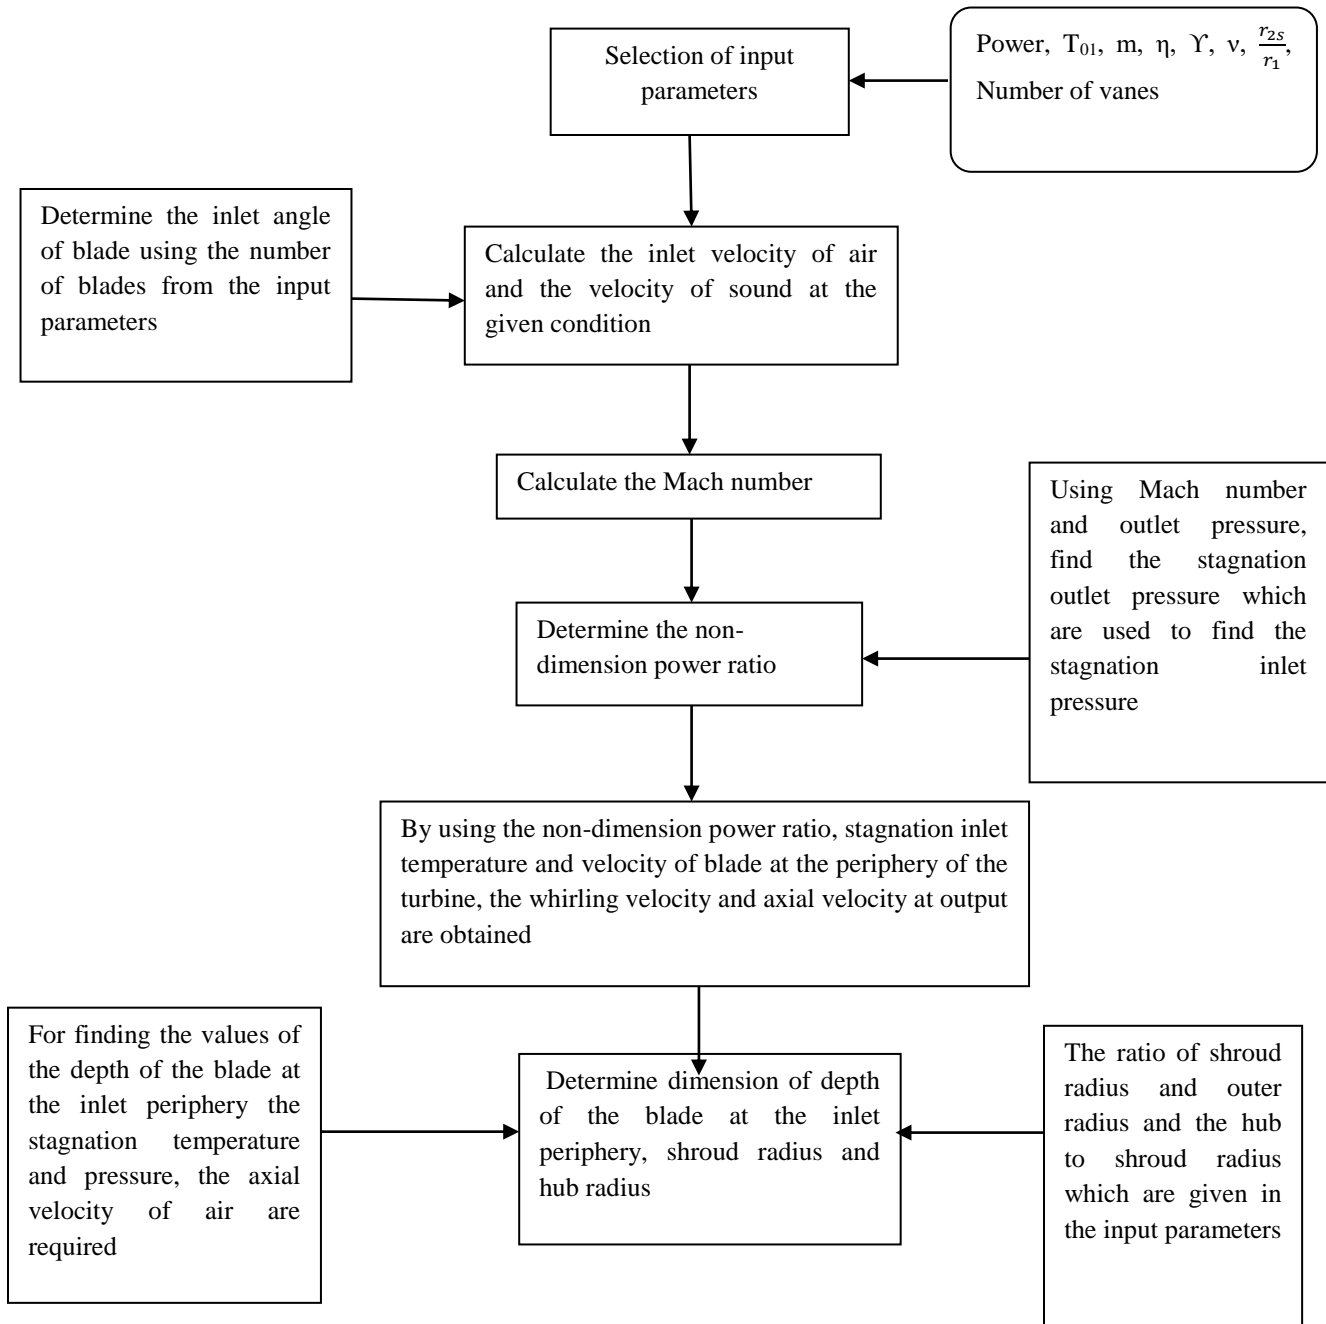 Selection of input
parameters
Power, T01, m, η, ϒ, ν, r2s/r1,
Number of vanes
Determine the inlet angle
of blade using the number
of blades from the input
parameters
Calculate the inlet velocity of air
and the velocity of sound at the
given condition
Calculate the Mach number
Using Mach number
and outlet pressure,
find the stagnation
outlet pressure which
are used to find the
stagnation inlet
pressure
Determine the non-
dimension power ratio
By using the non-dimension power ratio, stagnation inlet
temperature and velocity of blade at the periphery of the
turbine, the whirling velocity and axial velocity at output
are obtained
For finding the values of
the depth of the blade at
the inlet periphery the
stagnation temperature
and pressure, the axial
velocity of air are
required
Determine dimension of depth
of the blade at the inlet
periphery, shroud radius and
hub radius
The ratio of shroud
radius and outer
radius and the hub
to shroud radius
which are given in
the input parameters